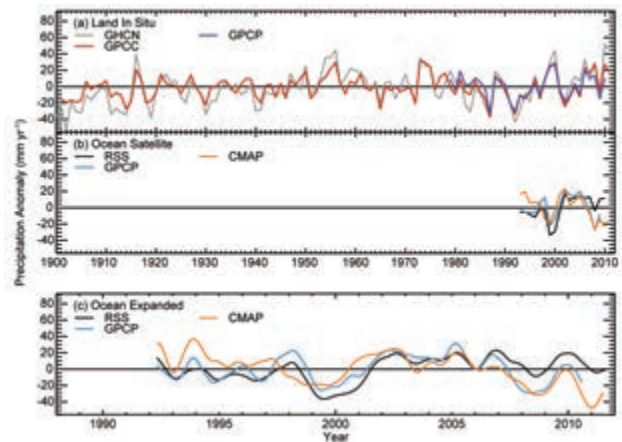 (a) Land In Situ
GHCN GPCP
GPCC
80
60
40
20
0
-20
-40
(b) Ocean Satellite
RSS CMAP
GPCP
80
60
40
20
0
-20
-40
1900 1910 1920 1930 1940 1950 1960 1970 1980 1990 2000 2010
Precipitation Anomaly (mm yr⁻¹)
(c) Ocean Expanded
RSS CMAP
GPCP
80
60
40
20
0
-20
-40
1990 1995 2000 2005 2010
Year